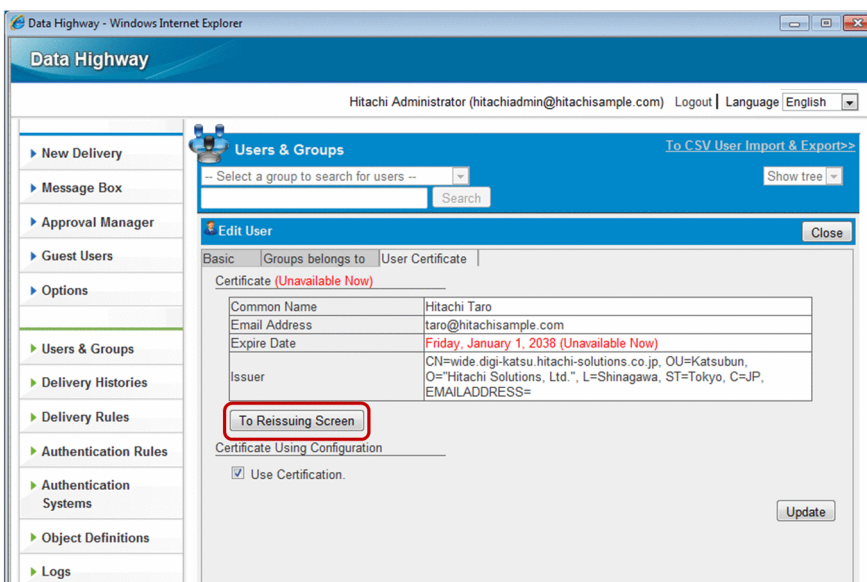 Data Highway - Windows Internet Explorer
Data Highway
Hitachi Administrator (hitachiadmin@hitachisample.com) Logout Language English
New Delivery
Message Box
Approval Manager
Guest Users
Options
Users & Groups
Delivery Histories
Delivery Rules
Authentication Rules
Authentication
Systems
Object Definitions
Logs
Users & Groups
To CSV User Import & Export>>
-- Select a group to search for users --
Show tree
Search
Edit User
Close
Basic Groups belongs to User Certificate
Certificate (Unavailable Now)
Common Name Hitachi Taro
Email Address taro@hitachisample.com
Expire Date Friday, January 1, 2038 (Unavailable Now)
Issuer
CN=wide.digi-katsu.hitachi-solutions.co.jp, OU=Katsubun,
O="Hitachi Solutions, Ltd.", L=Shinagawa, ST=Tokyo, C=JP,
EMAILADDRESS=
To Reissuing Screen
Certificate Using Configuration
Use Certification.
Update